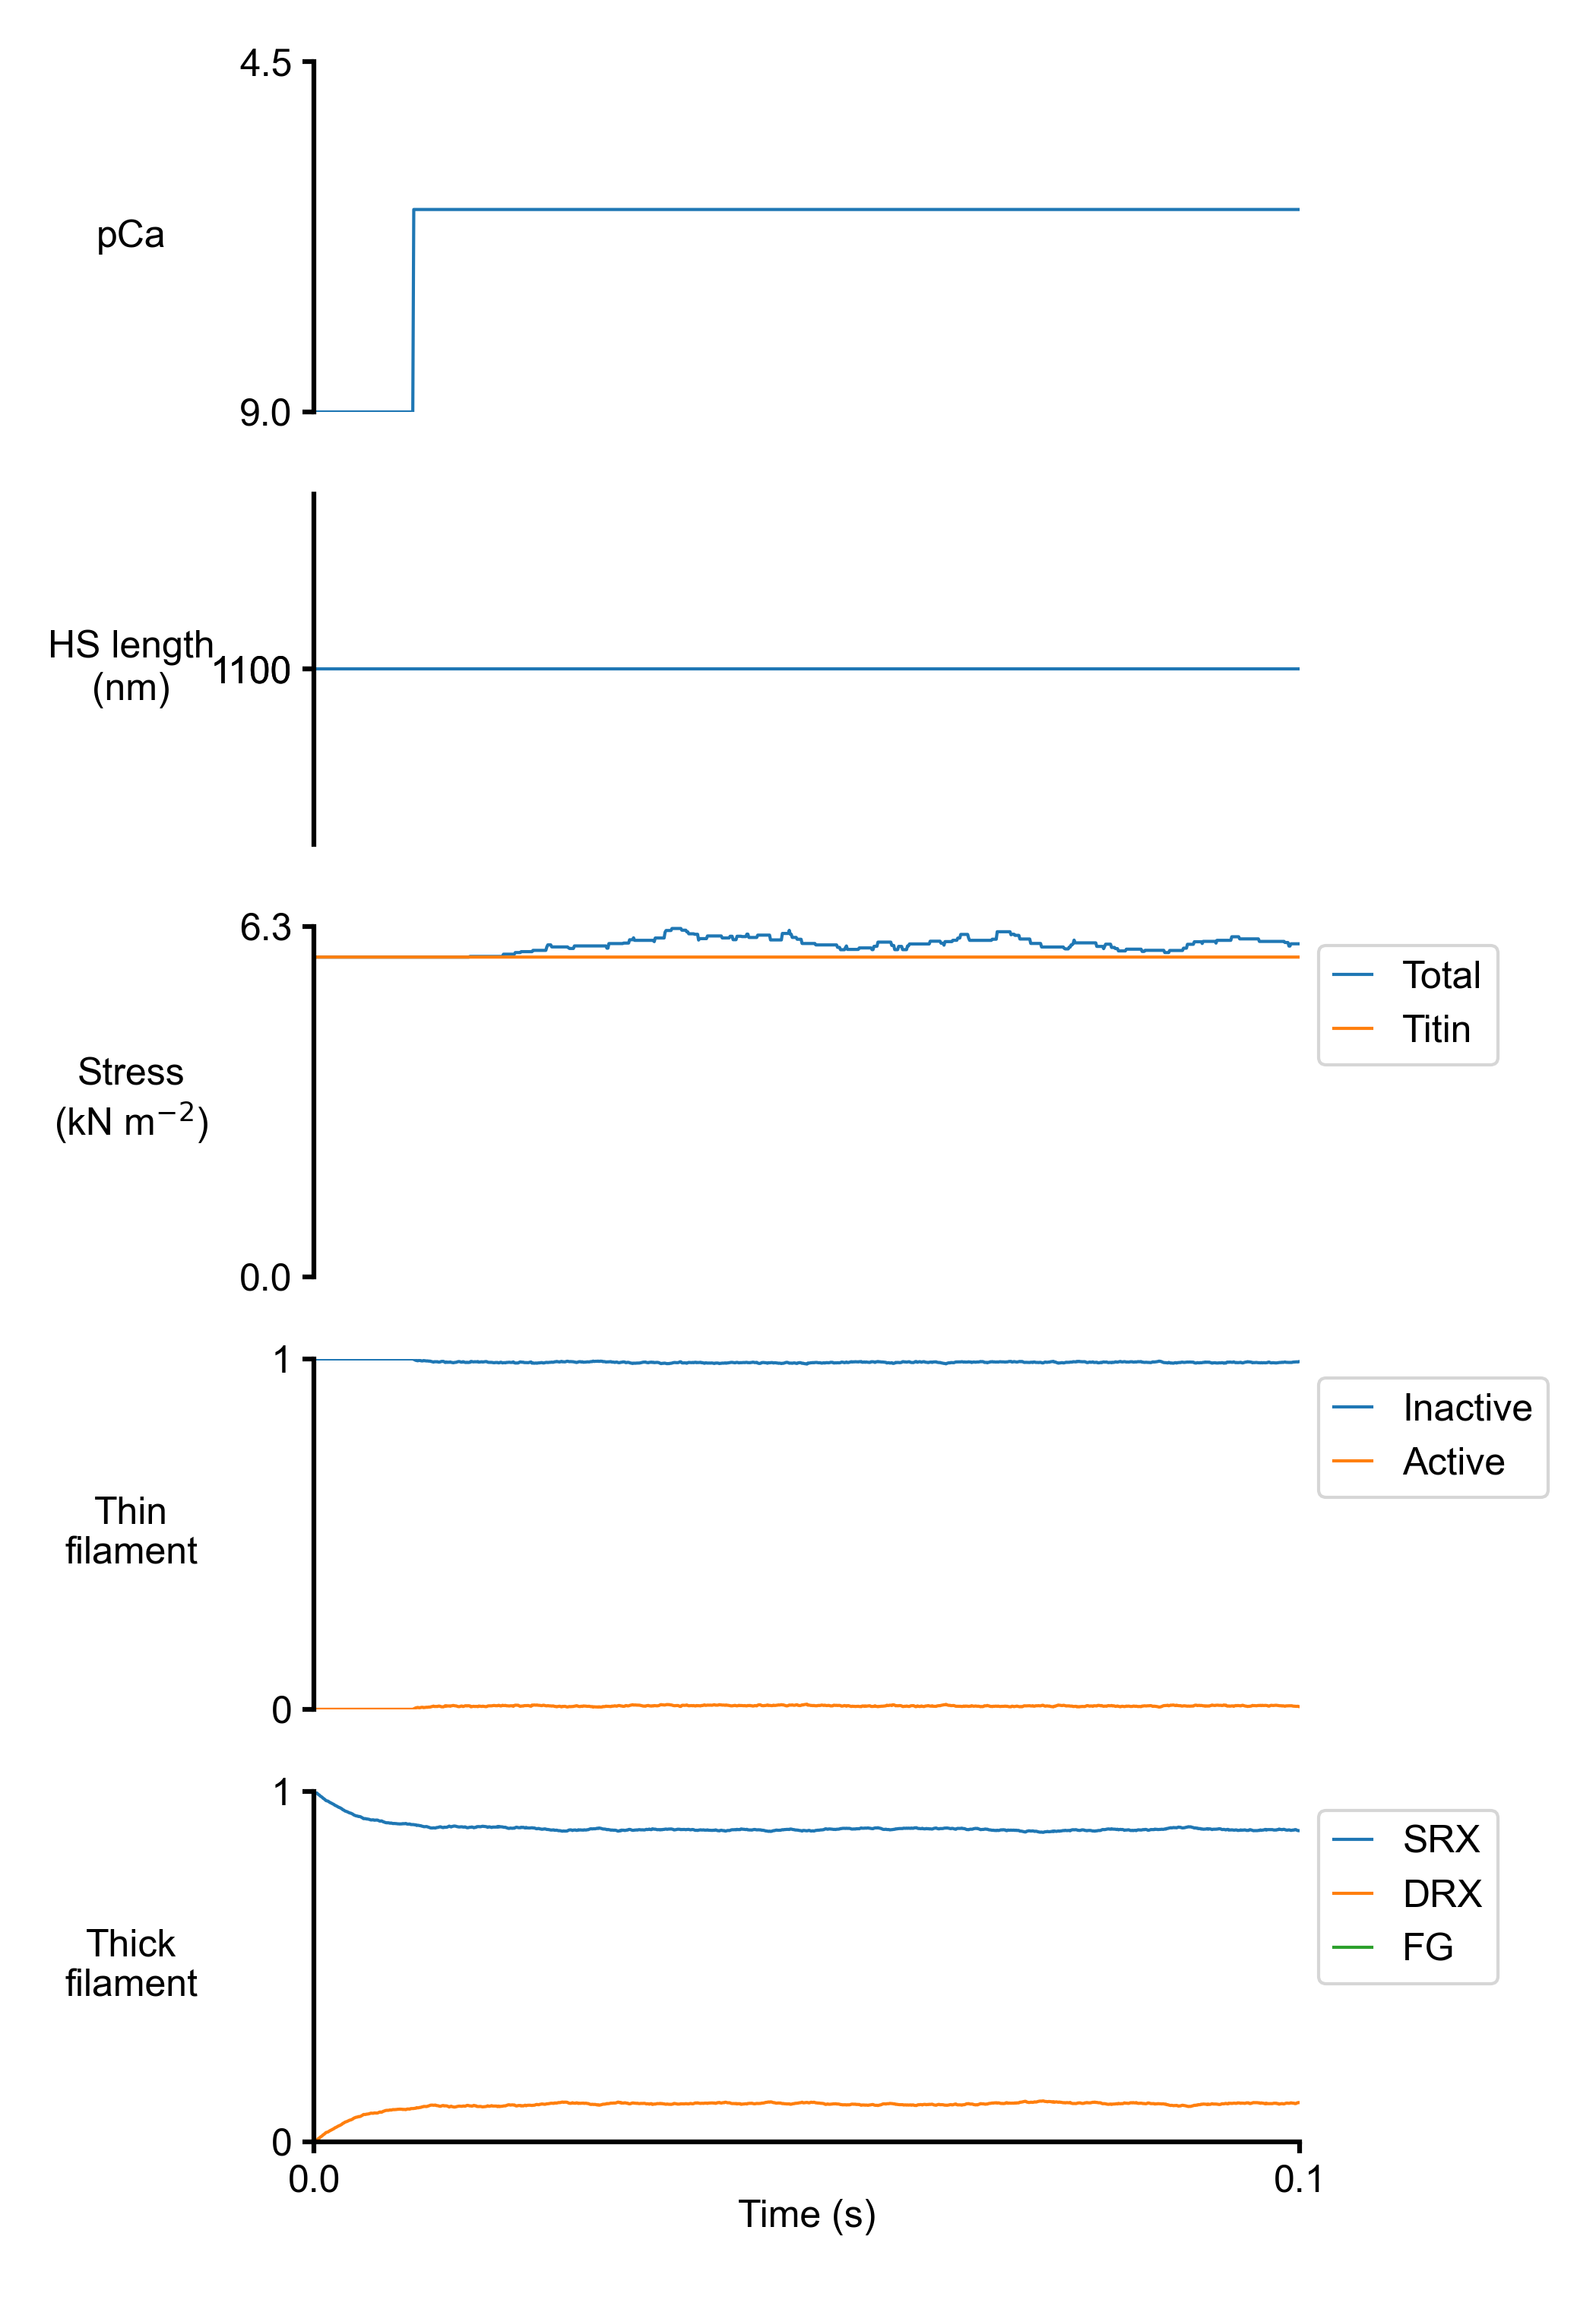 4.5
pCa
9.0
HS length
(nm)
1100
6.3
Stress
(kN m⁻²)
0.0
Total
Titin
1
Thin
filament
0
Inactive
Active
1
Thick
filament
0
SRX
DRX
FG
0.0
0.1
Time (s)